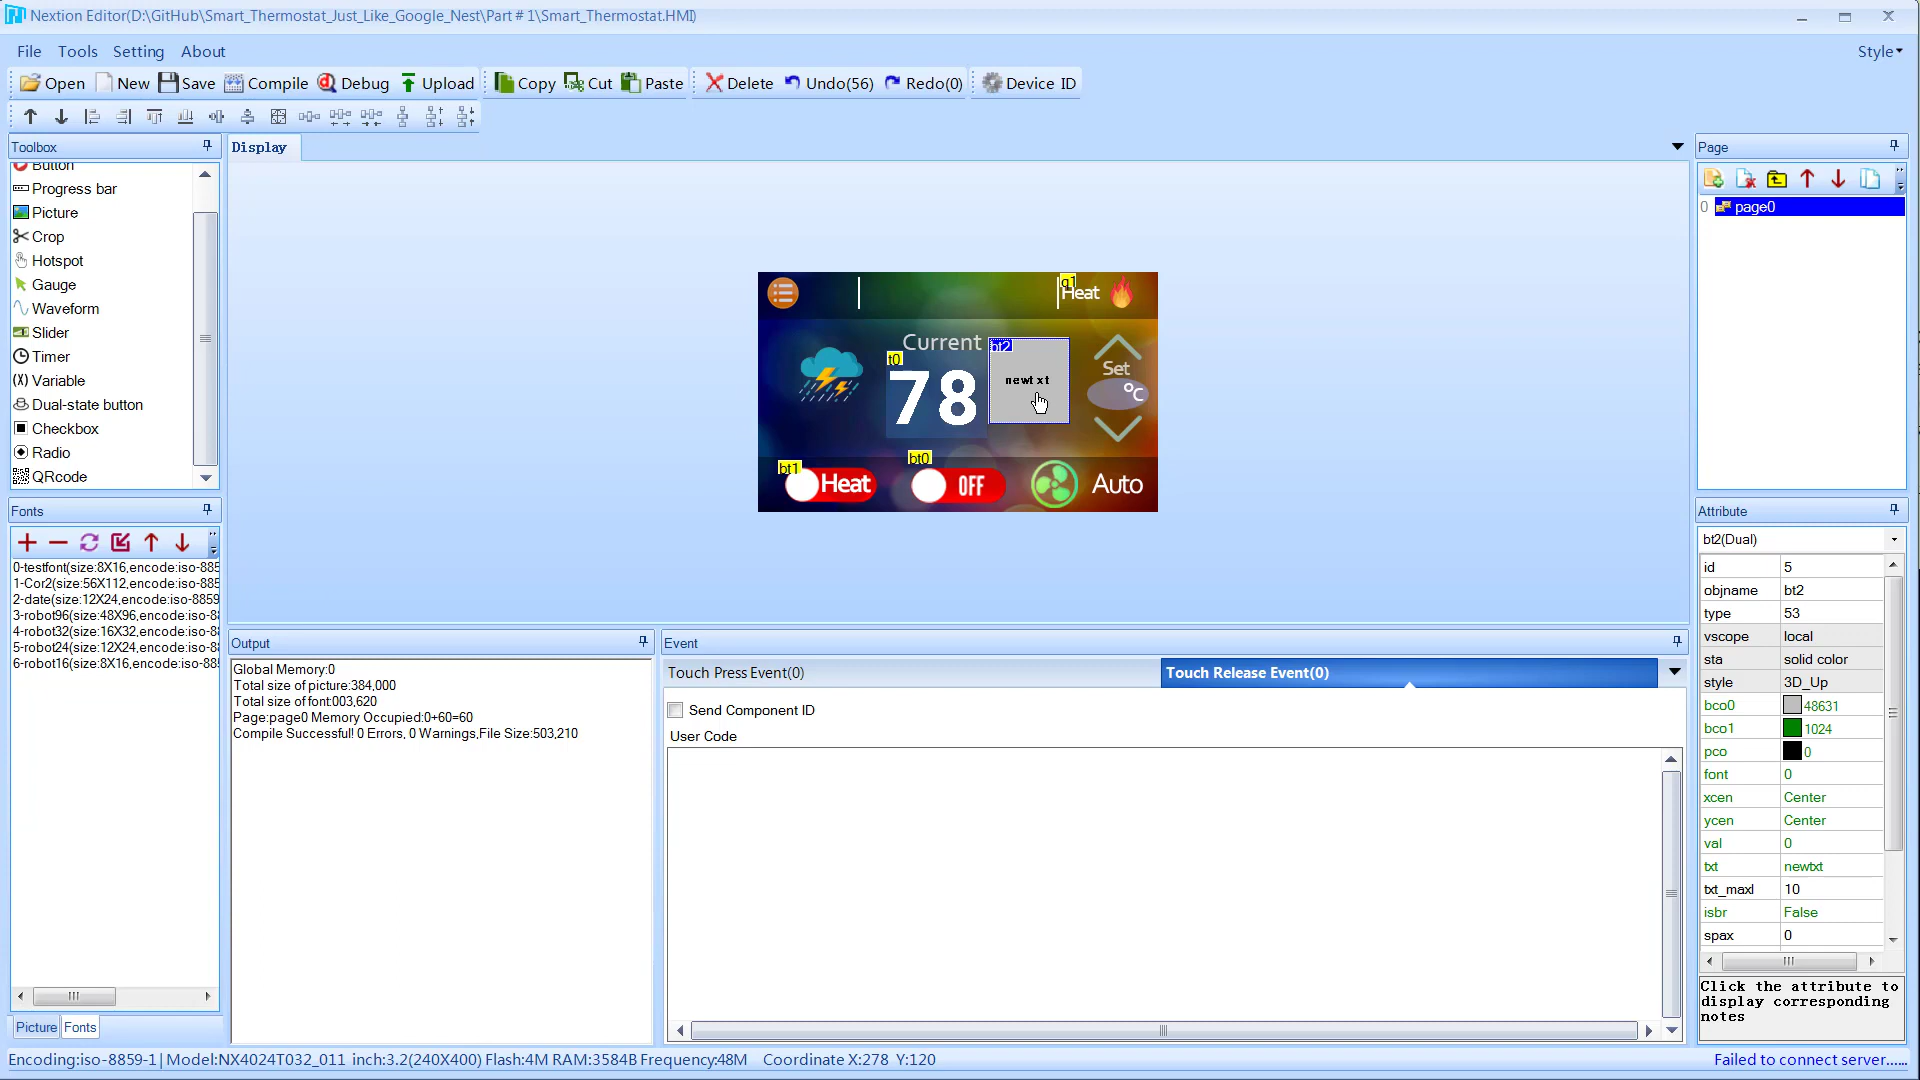 Nextion Editor(D:\GitHub\Smart_Thermostat_Just_Like_Google_Nest\Part # 1\Smart_Thermostat.HMI)
File Tools Setting About Style
Open New Save Compile Debug Upload Copy Cut Paste Delete Undo(56) Redo(0) Device ID
Toolbox
Button
Progress bar
Picture
Crop
Hotspot
Gauge
Waveform
Slider
Timer
(X) Variable
Dual-state button
Checkbox
Radio
QRcode
Fonts
0-testfont(size:8X16,encode:iso-885
1-Cor2(size:56X112,encode:iso-885
2-date(size:12X24,encode:iso-8859
3-robot96(size:48X96,encode:iso-88
4-robot32(size:16X32,encode:iso-88
5-robot24(size:12X24,encode:iso-88
6-robot16(size:8X16,encode:iso-885
Picture Fonts
Display
q1
Heat
Current
bt2
t0
78
newtxt
Set
°C
bt1
Heat
bt0
OFF
Auto
Output
Global Memory:0
Total size of picture:384,000
Total size of font:003,620
Page:page0 Memory Occupied:0+60=60
Compile Successful! 0 Errors, 0 Warnings,File Size:503,210
Event
Touch Press Event(0) Touch Release Event(0)
Send Component ID
User Code
Page
0 page0
Attribute
bt2(Dual)
id 5
objname bt2
type 53
vscope local
sta solid color
style 3D_Up
bco0 48631
bco1 1024
pco 0
font 0
xcen Center
ycen Center
val 0
txt newtxt
txt_maxl 10
isbr False
spax 0
Click the attribute to
display corresponding
notes
Encoding:iso-8859-1| Model:NX4024T032_011 inch:3.2(240X400) Flash:4M RAM:3584B Frequency:48M Coordinate X:278 Y:120
Failed to connect server......